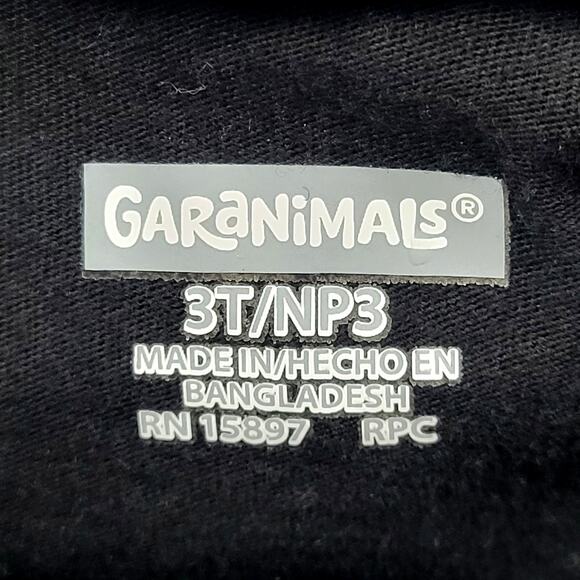 GARANIMALS®
3T/NP3
MADE IN/HECHO EN
BANGLADESH
RN 15897 RPC